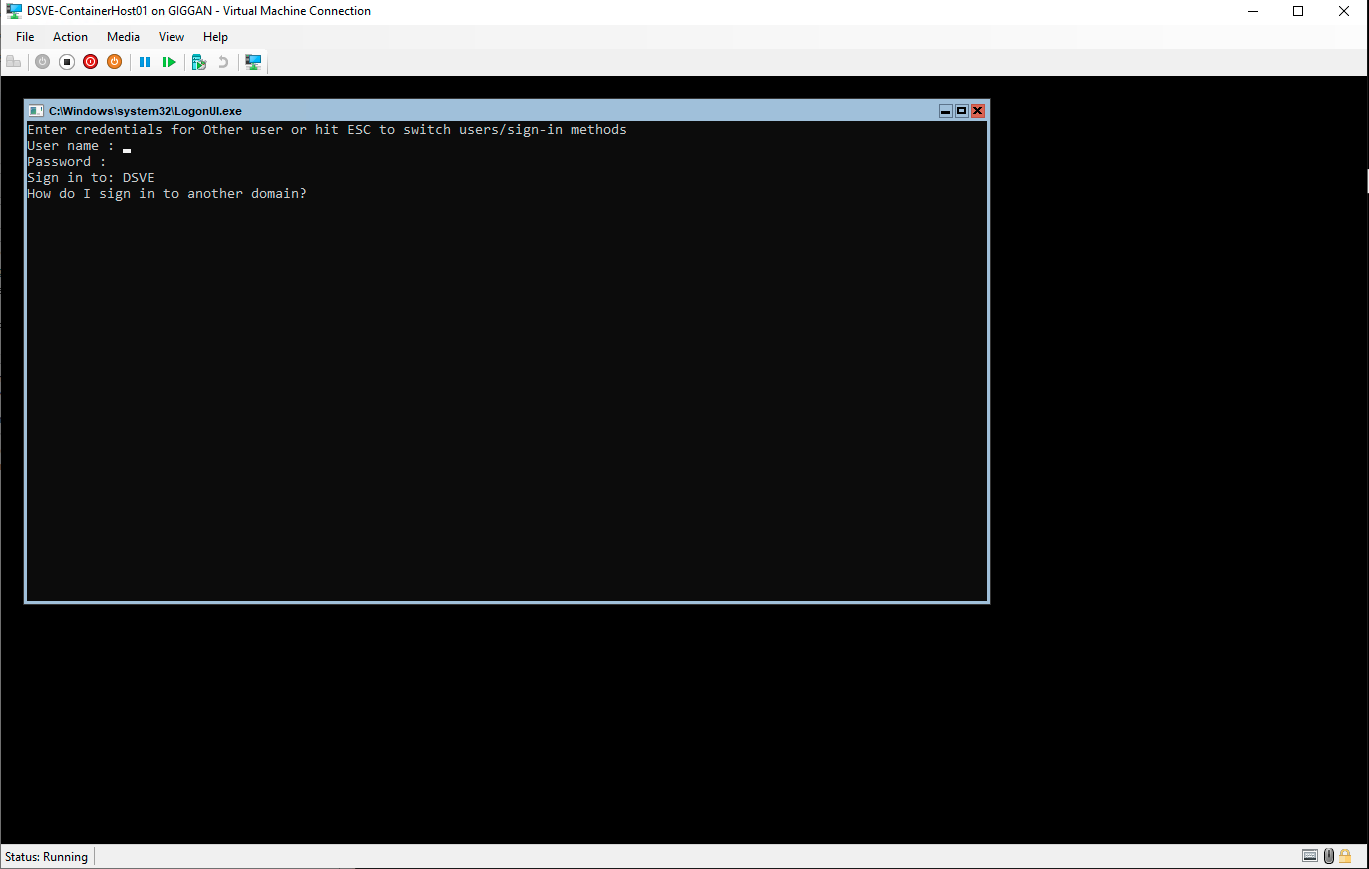 DSVE-ContainerHost01 on GIGGAN - Virtual Machine Connection
File Action Media View Help
C:\Windows\system32\LogonUI.exe
Enter credentials for Other user or hit ESC to switch users/sign-in methods
User name :
Password :
Sign in to: DSVE
How do I sign in to another domain?
Status: Running